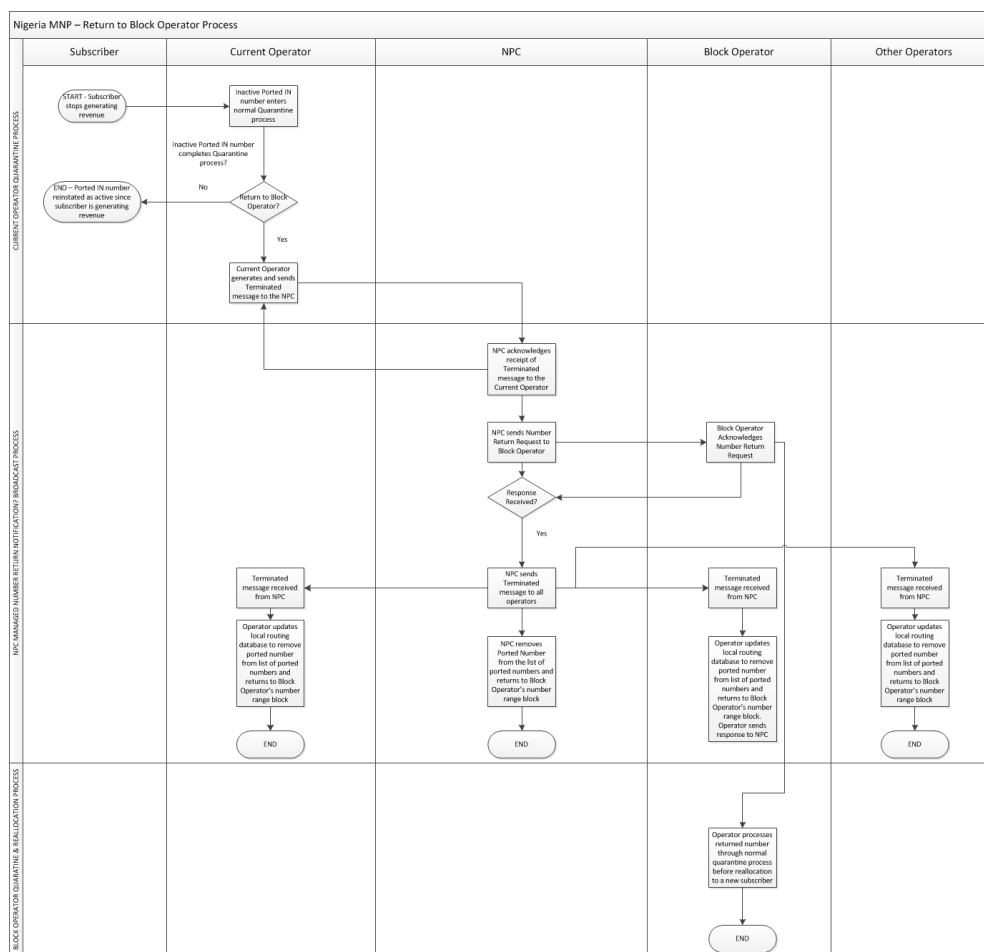 Nigeria MNP – Return to Block Operator Process
Subscriber
Current Operator
NPC
Block Operator
Other Operators
CURRENT OPERATOR QUARANTINE PROCESS
START - Subscriber
stops generating
revenue
Inactive Ported IN
number enters
normal Quarantine
process
Inactive Ported IN number
completes Quarantine
process?
No
END – Ported IN number
reinstated as active since
subscriber is generating
revenue
Return to Block
Operator?
Yes
Current Operator
generates and sends
Terminated
message to the NPC
NPC MANAGED NUMBER RETURN NOTIFICATION? BROADCAST PROCESS
NPC acknowledges
receipt of
Terminated
message to the
Current Operator
NPC sends Number
Return Request to
Block Operator
Block Operator
Acknowledges
Number Return
Request
Response
Received?
Yes
Terminated
message received
from NPC
NPC sends
Terminated
message to all
operators
Terminated
message received
from NPC
Terminated
message received
from NPC
Operator updates
local routing
database to remove
ported number
from list of ported
numbers and
returns to Block
Operator's number
range block
NPC removes
Ported Number
from the list of
ported numbers and
returns to Block
Operator's number
range block
Operator updates
local routing
database to remove
ported number
from list of ported
numbers and
returns to Block
Operator's number
range block.
Operator sends
response to NPC
Operator updates
local routing
database to remove
ported number
from list of ported
numbers and
returns to Block
Operator's number
range block
END
END
END
BLOCK OPERATOR QUARATINE & REALLOCATION PROCESS
Operator processes
returned number
through normal
quarantine process
before reallocation
to a new subscriber
END